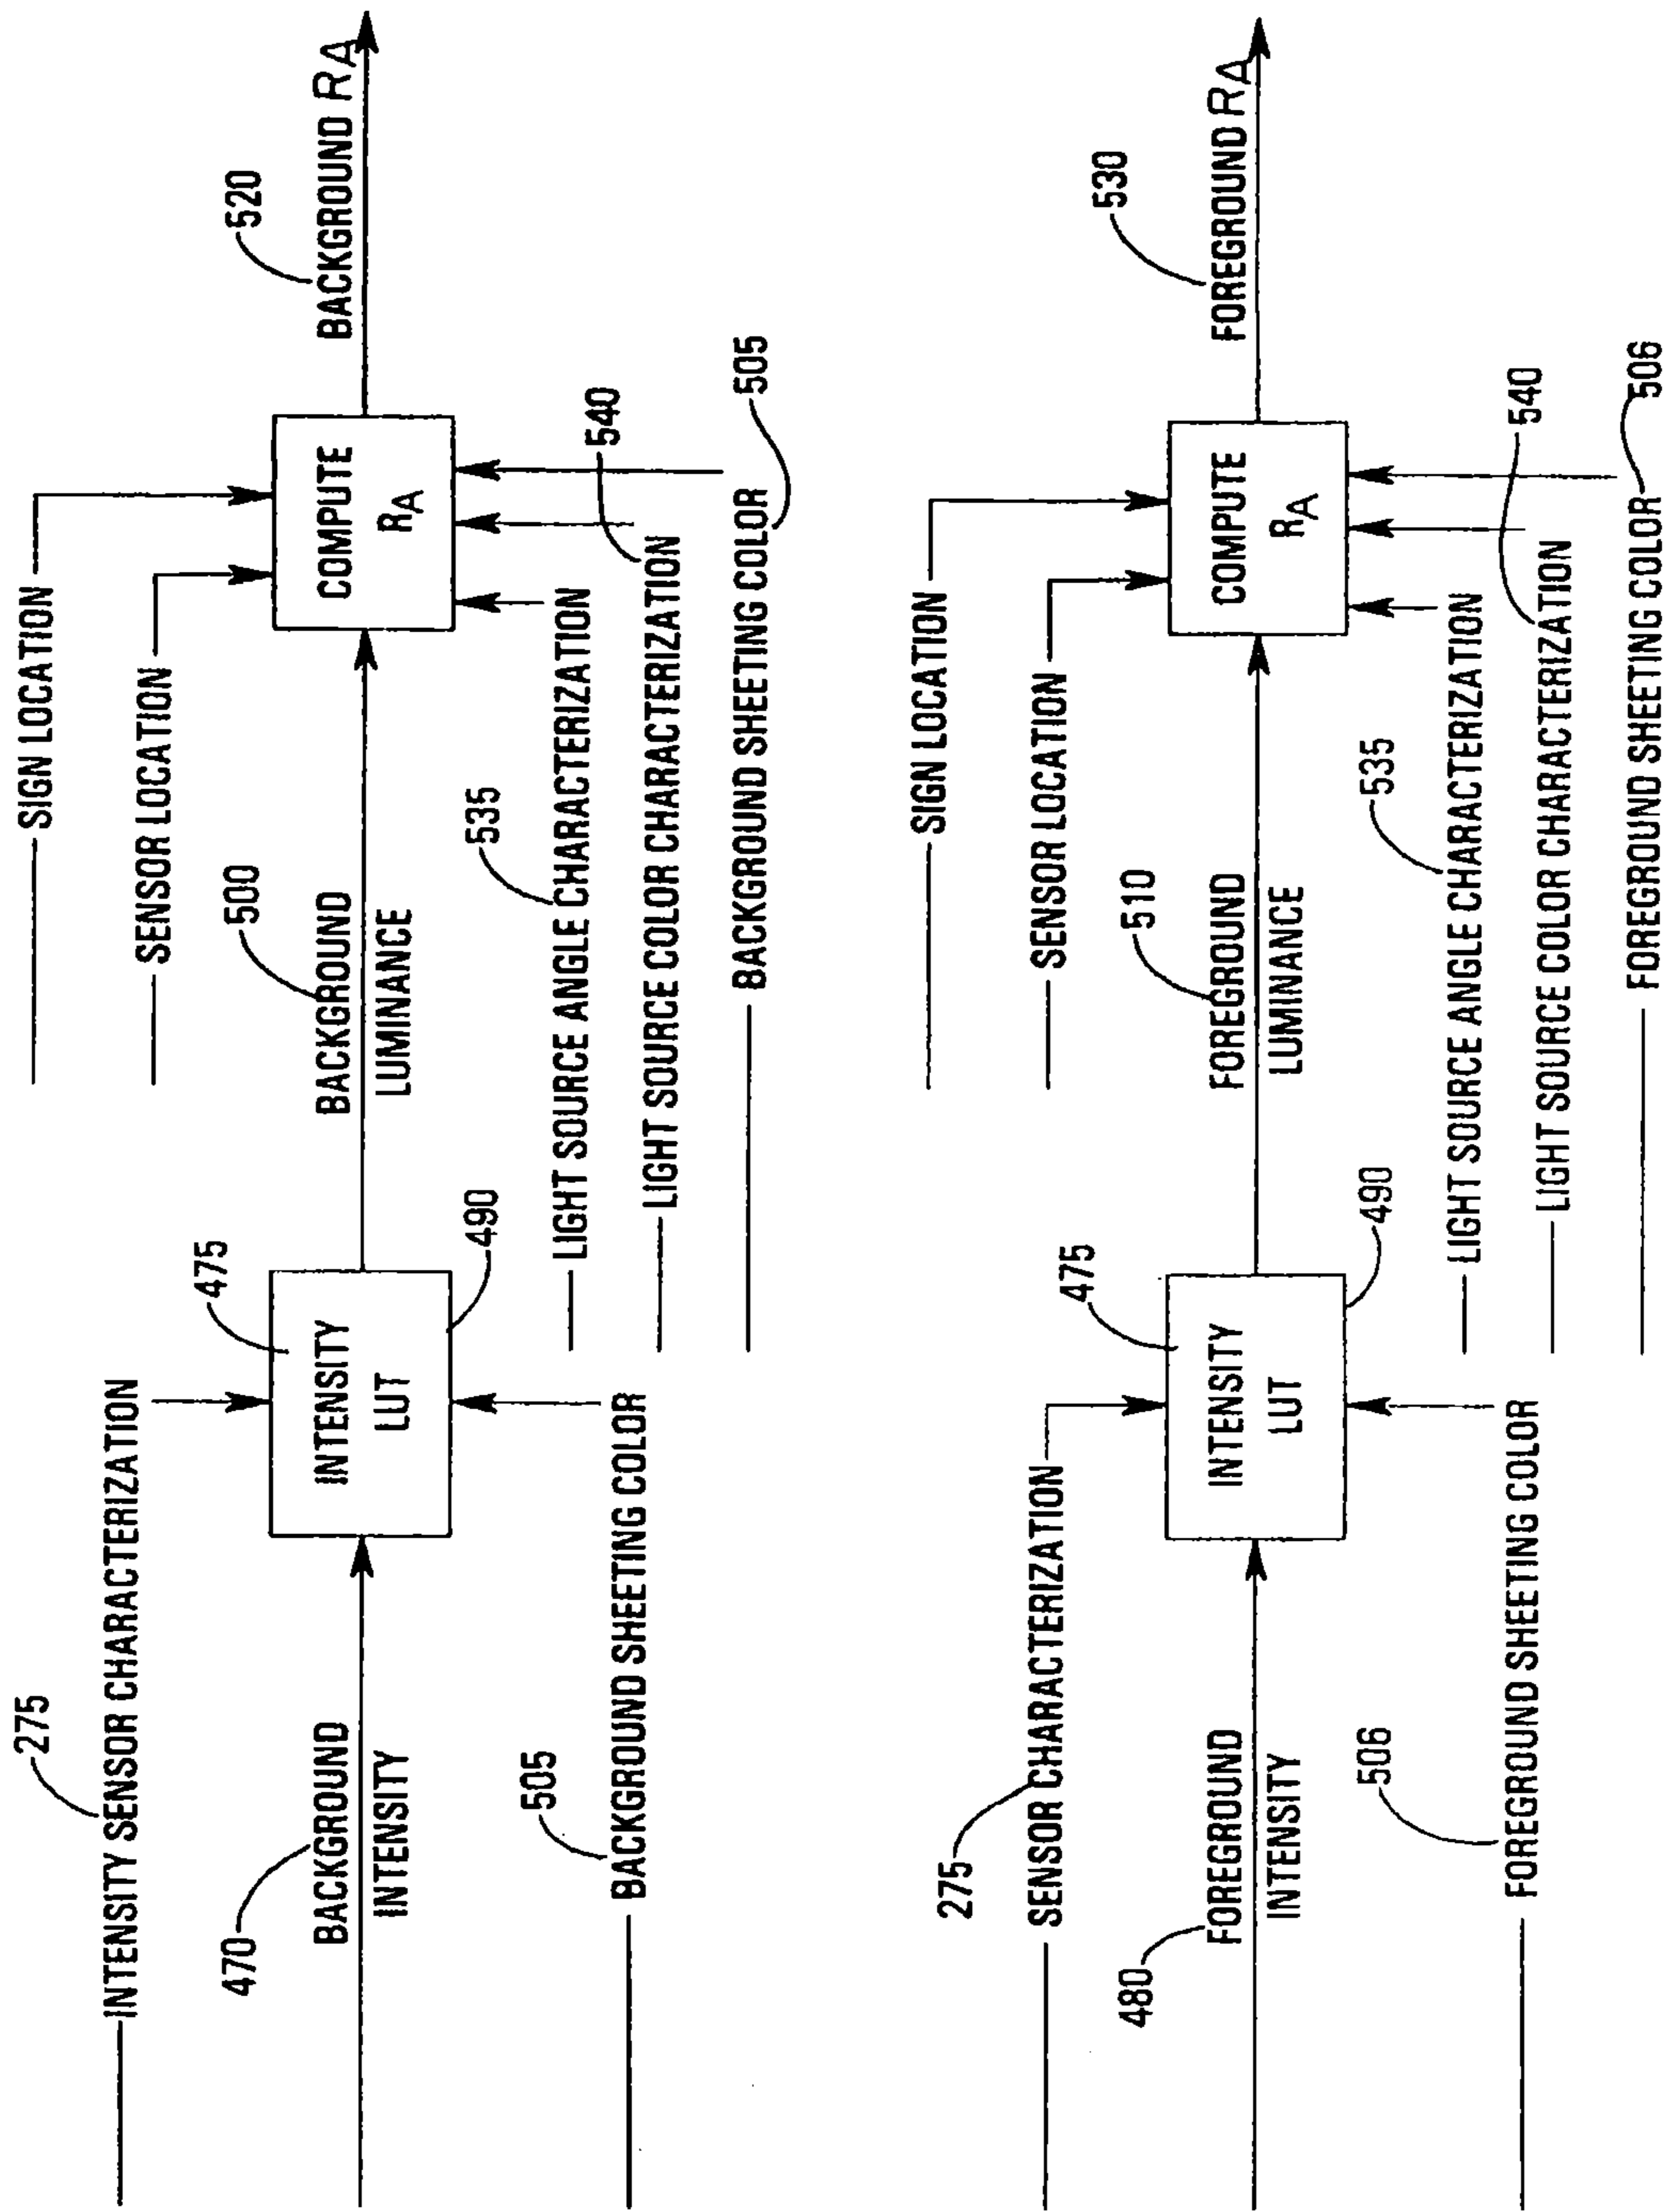 275
INTENSITY SENSOR CHARACTERIZATION
470
BACKGROUND
INTENSITY
505
BACKGROUND SHEETING COLOR
475
INTENSITY
LUT
490
SIGN LOCATION
SENSOR LOCATION
500
BACKGROUND
LUMINANCE
535
LIGHT SOURCE ANGLE CHARACTERIZATION
LIGHT SOURCE COLOR CHARACTERIZATION
540
BACKGROUND SHEETING COLOR
505
COMPUTE
RA
520
BACKGROUND RA
275
SENSOR CHARACTERIZATION
480
FOREGROUND
INTENSITY
506
FOREGROUND SHEETING COLOR
475
INTENSITY
LUT
490
SIGN LOCATION
SENSOR LOCATION
510
FOREGROUND
LUMINANCE
535
LIGHT SOURCE ANGLE CHARACTERIZATION
LIGHT SOURCE COLOR CHARACTERIZATION
540
FOREGROUND SHEETING COLOR
506
COMPUTE
RA
530
FOREGROUND RA